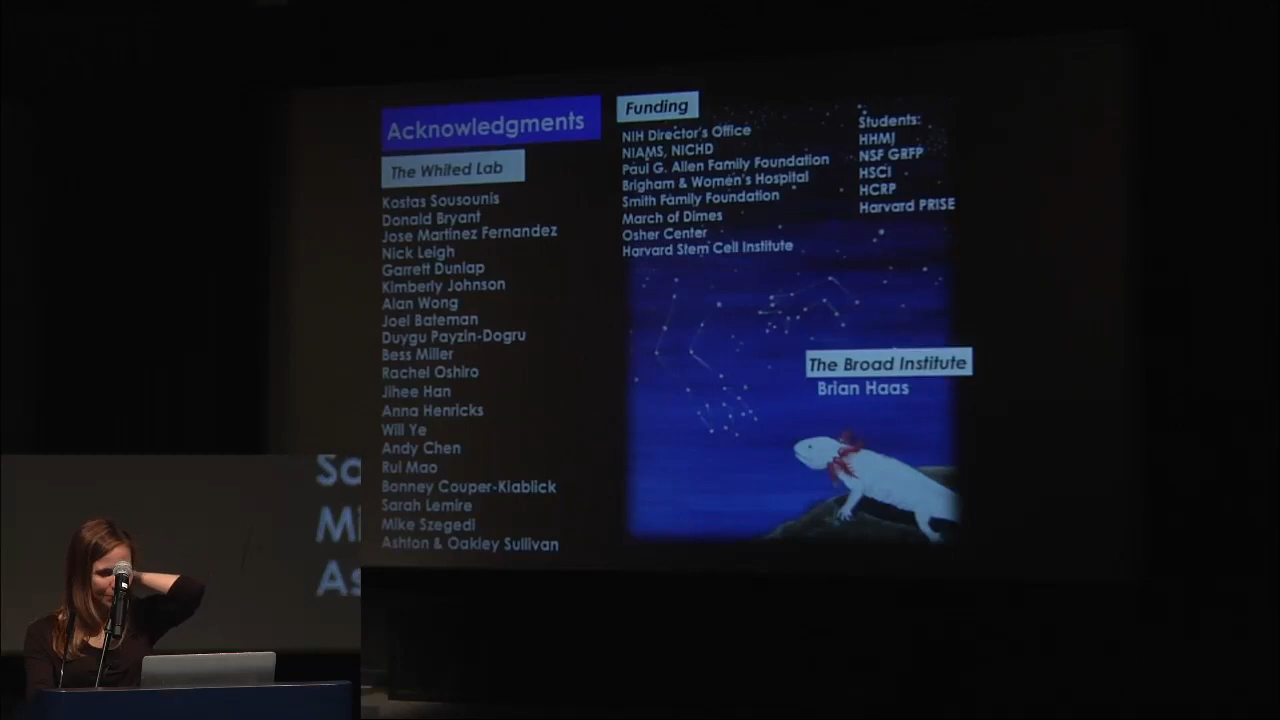 Acknowledgments
The Whited Lab
Kostas Sousounis
Donald Bryant
Jose Martinez Fernandez
Nick Leigh
Garrett Dunlap
Kimberly Johnson
Alan Wong
Joel Bateman
Duygu Payzin-Dogru
Bess Miller
Rachel Oshiro
Jihee Han
Anna Henricks
Will Ye
Andy Chen
Rui Mao
Bonney Couper-Kiablick
Sarah Lemire
Mike Szegedi
Ashton & Oakley Sullivan
Funding
NIH Director's Office
NIAMS, NICHD
Paul G. Allen Family Foundation
Brigham & Women's Hospital
Smith Family Foundation
March of Dimes
Osher Center
Harvard Stem Cell Institute
Students:
HHMI
NSF GRFP
HSCI
HCRP
Harvard PRISE
The Broad Institute
Brian Haas
Sa
Mi
As